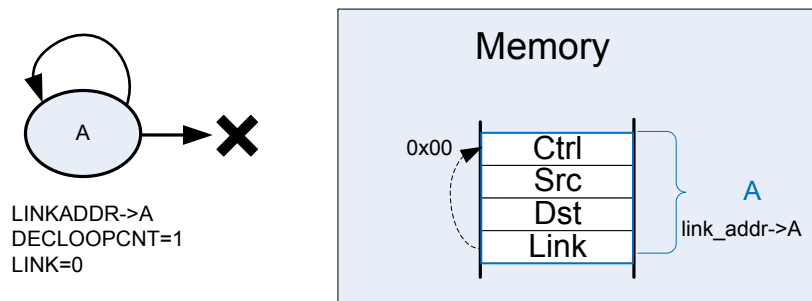 A
LINKADDR->A
DECLOOPCNT=1
LINK=0
Memory
0x00
Ctrl
Src
Dst
Link
A
link_addr->A